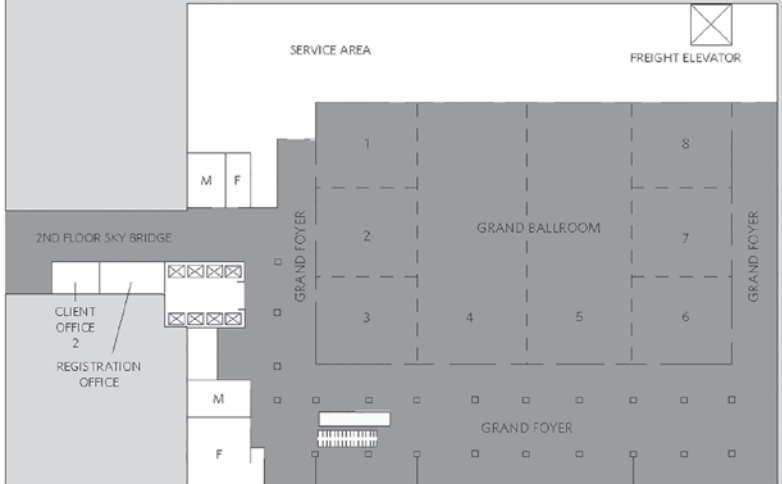 SERVICE AREA
FREIGHT ELEVATOR
1
8
M
F
2ND FLOOR SKY BRIDGE
GRAND FOYER
2
GRAND BALLROOM
7
GRAND FOYER
CLIENT
OFFICE
2
REGISTRATION
OFFICE
3
4
5
6
M
F
GRAND FOYER